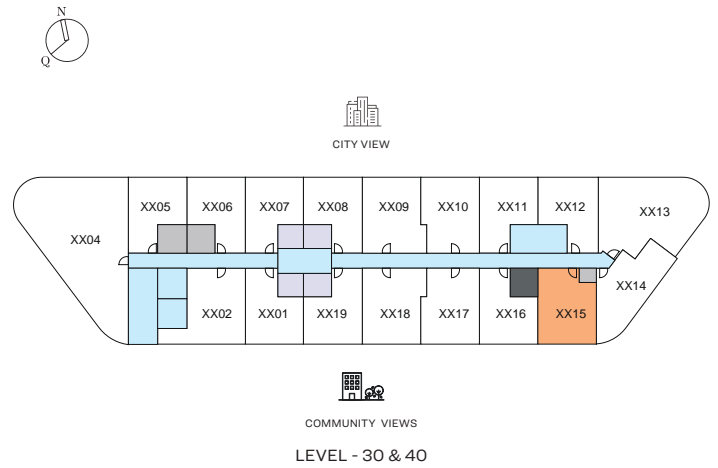 N
Q
CITY VIEW
XX05 XX06 XX07 XX08 XX09 XX10 XX11 XX12 XX13
XX04
XX14
XX02 XX01 XX19 XX18 XX17 XX16 XX15
COMMUNITY VIEWS
LEVEL - 30 & 40